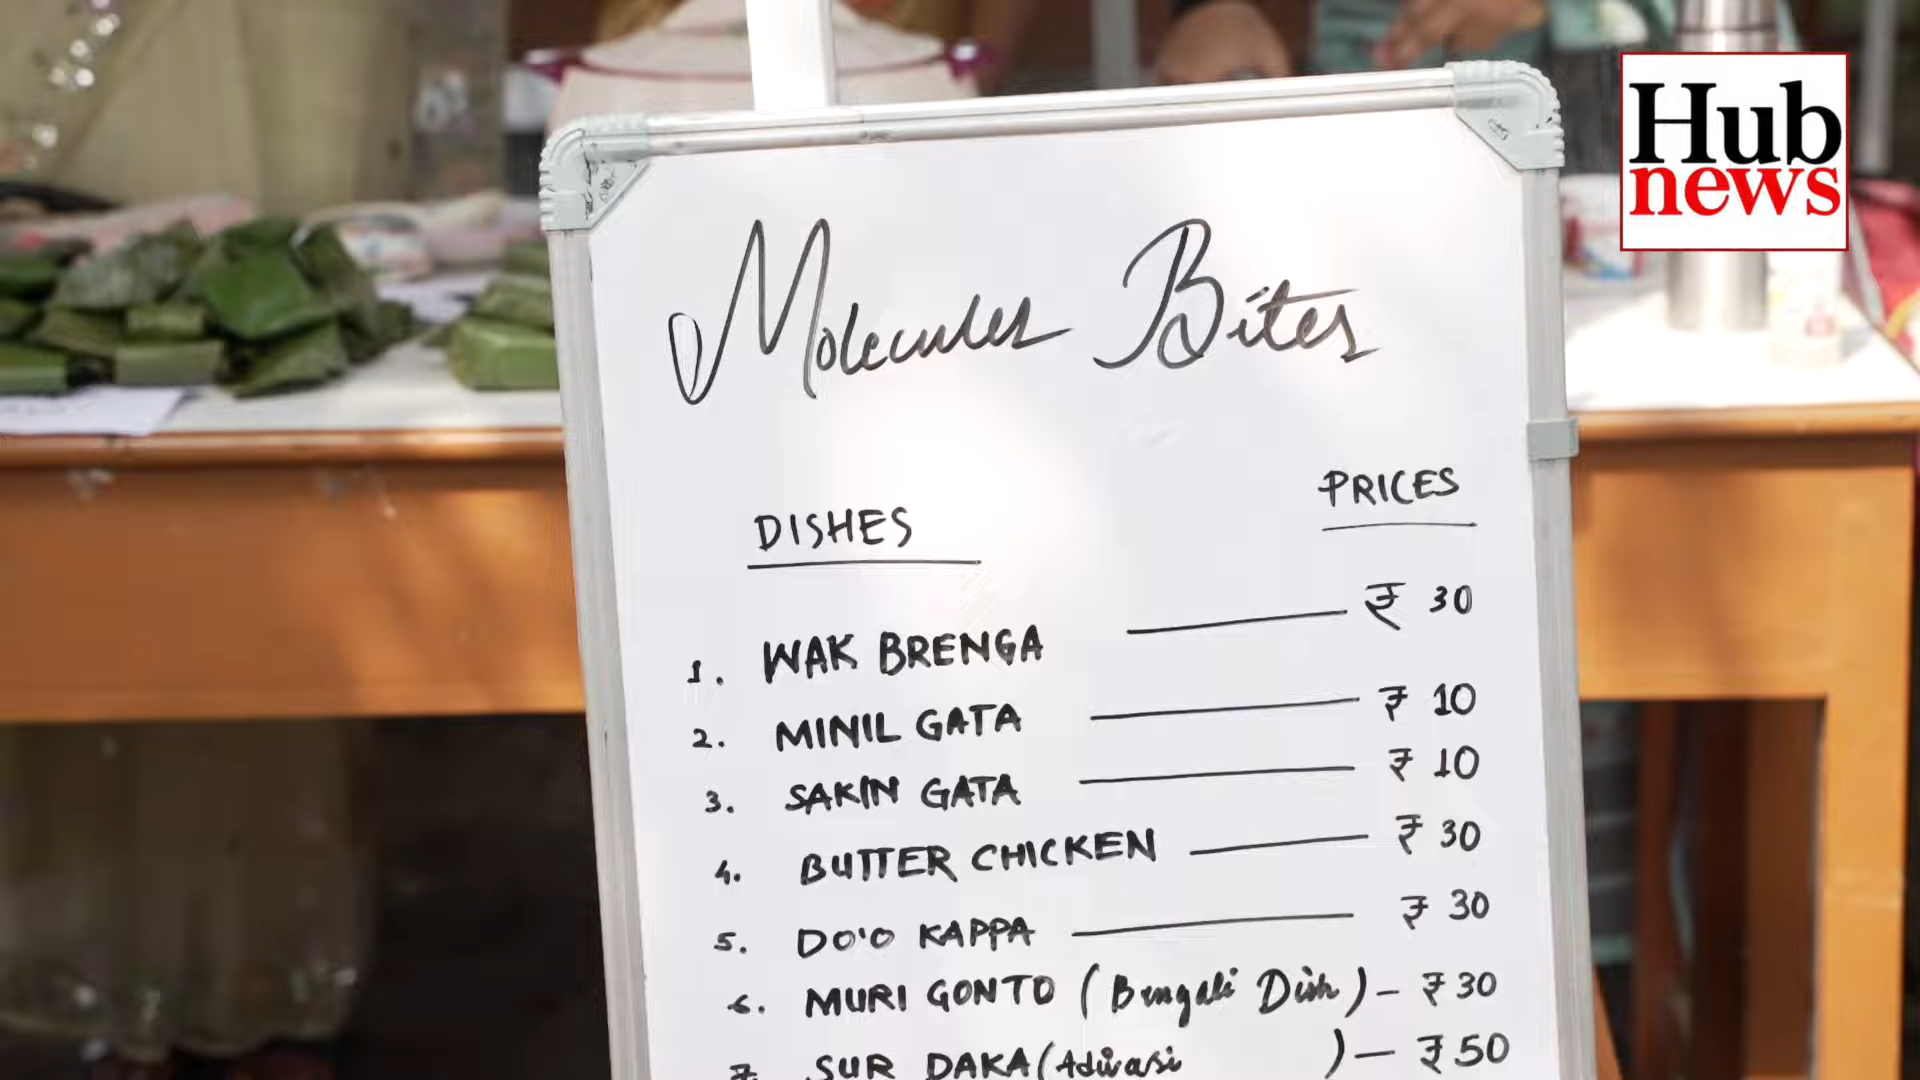 Hub
news
Molecules Bites
DISHES PRICES
1. WAK BRENGA ₹ 30
2. MINIL GATA ₹ 10
3. SAKIN GATA ₹ 10
4. BUTTER CHICKEN ₹ 30
5. DO'O KAPPA ₹ 30
6. MURI GONTO (Bengali Dish) - ₹ 30
7. SUR DAKA (Adivasi ) - ₹ 50